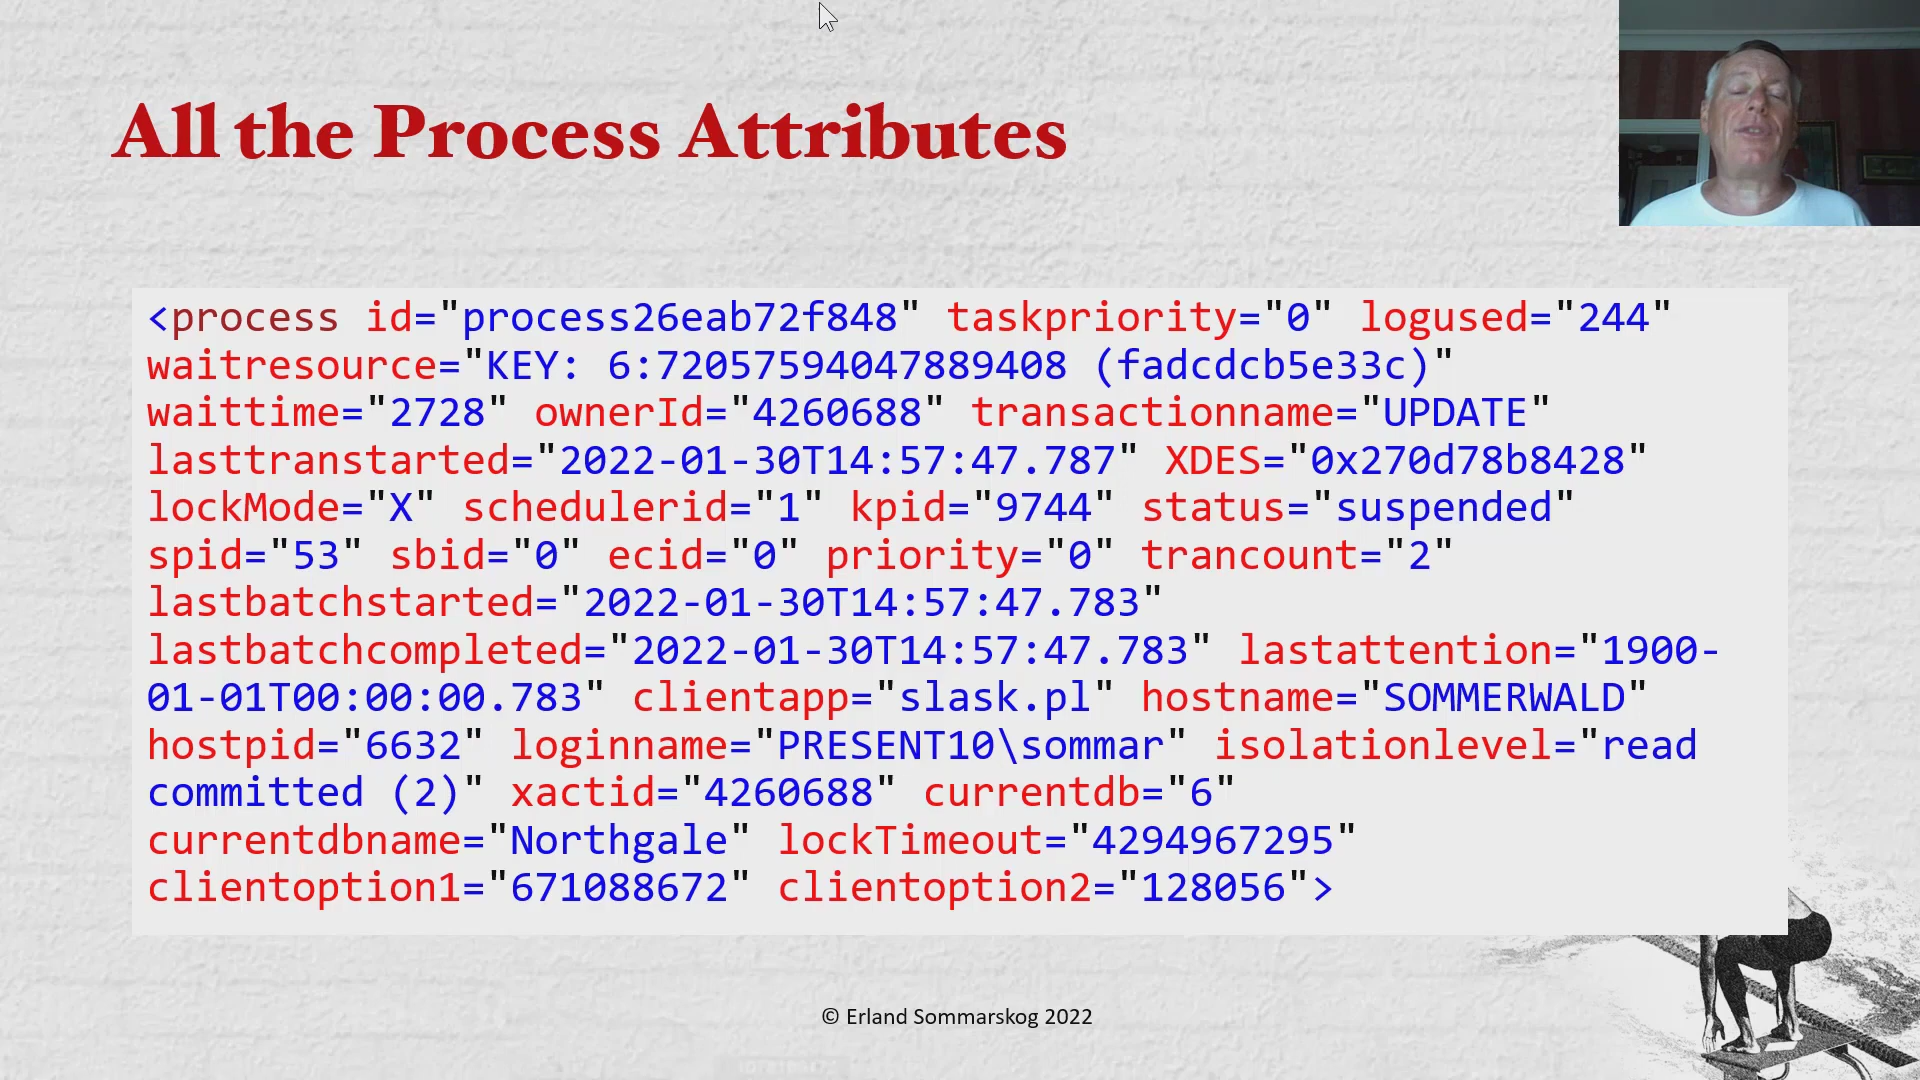 All the Process Attributes
<process id="process26eab72f848" taskpriority="0" logused="244"
waitresource="KEY: 6:72057594047889408 (fadcdcb5e33c)"
waittime="2728" ownerId="4260688" transactionname="UPDATE"
lasttranstarted="2022-01-30T14:57:47.787" XDES="0x270d78b8428"
lockMode="X" schedulerid="1" kpid="9744" status="suspended"
spid="53" sbid="0" ecid="0" priority="0" trancount="2"
lastbatchstarted="2022-01-30T14:57:47.783"
lastbatchcompleted="2022-01-30T14:57:47.783" lastattention="1900-
01-01T00:00:00.783" clientapp="slask.pl" hostname="SOMMERWALD"
hostpid="6632" loginname="PRESENT10\sommar" isolationlevel="read
committed (2)" xactid="4260688" currentdb="6"
currentdbname="Northgale" lockTimeout="4294967295"
clientoption1="671088672" clientoption2="128056">
© Erland Sommarskog 2022